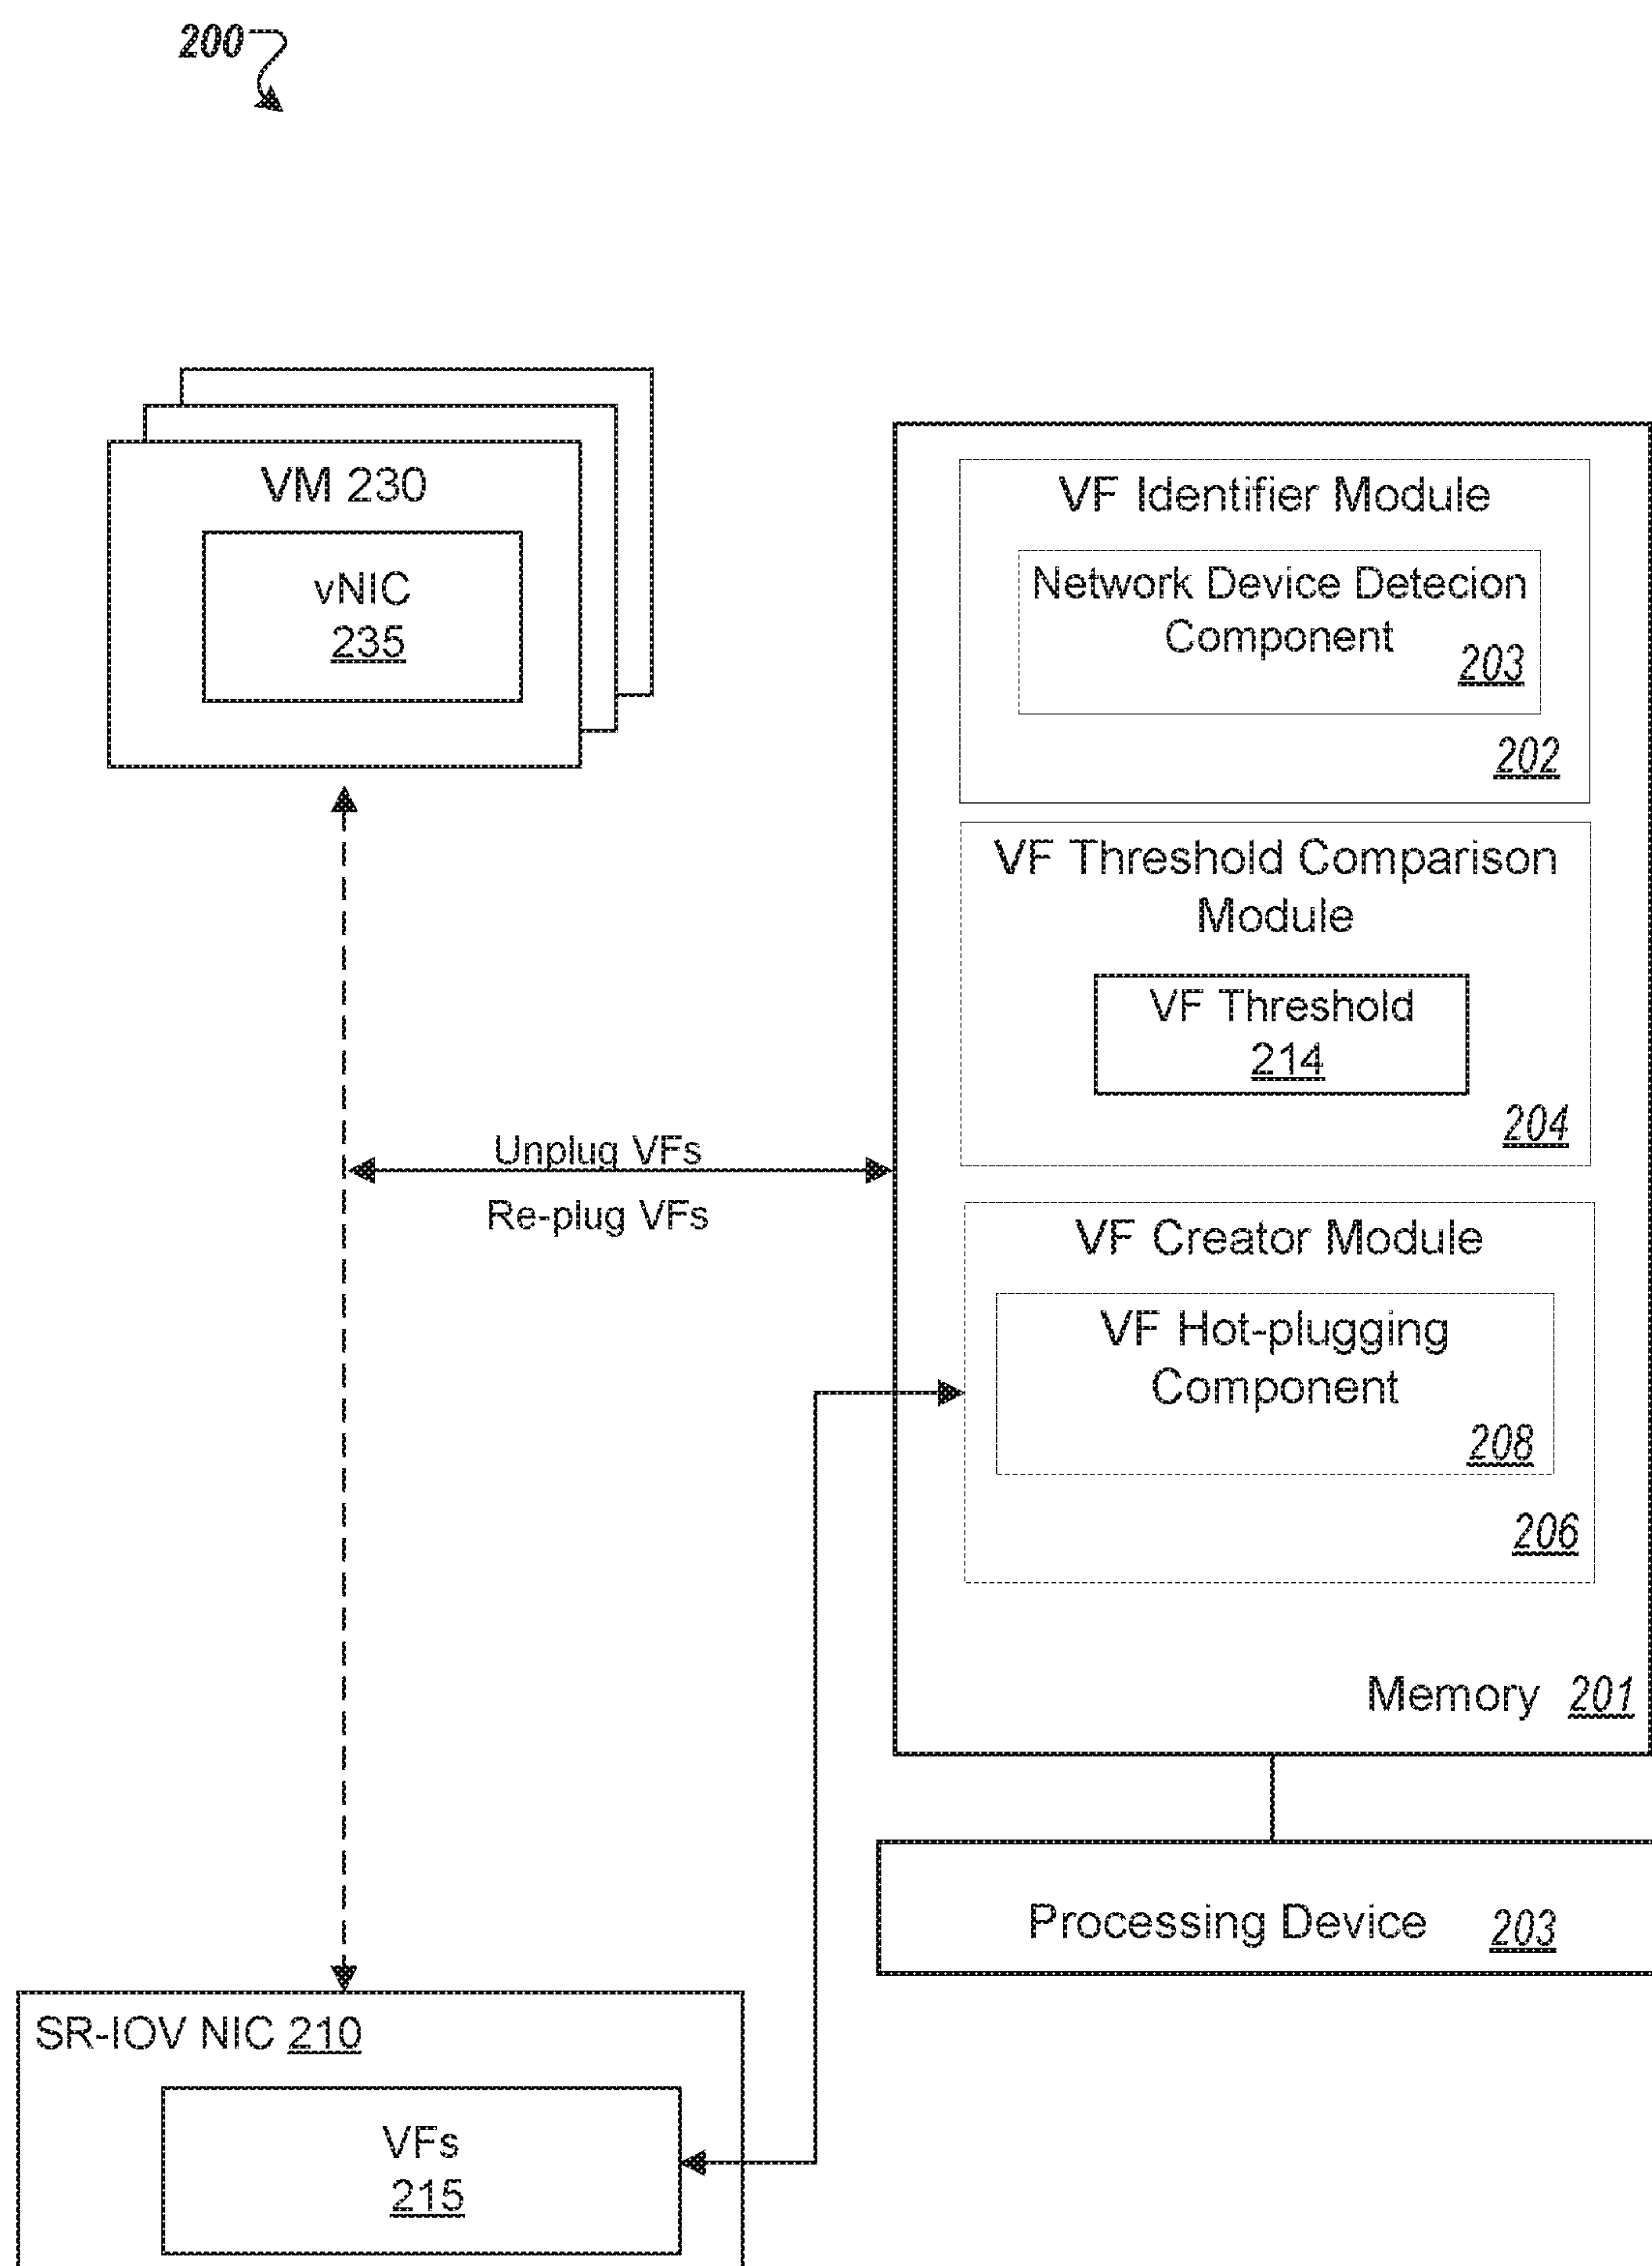 200
VM 230
vNIC
235
VF Identifier Module
Network Device Detecion
Component
203
202
VF Threshold Comparison
Module
VF Threshold
214
204
Unplug VFs
Re-plug VFs
VF Creator Module
VF Hot-plugging
Component
208
206
Memory 201
Processing Device 203
SR-IOV NIC 210
VFs
215